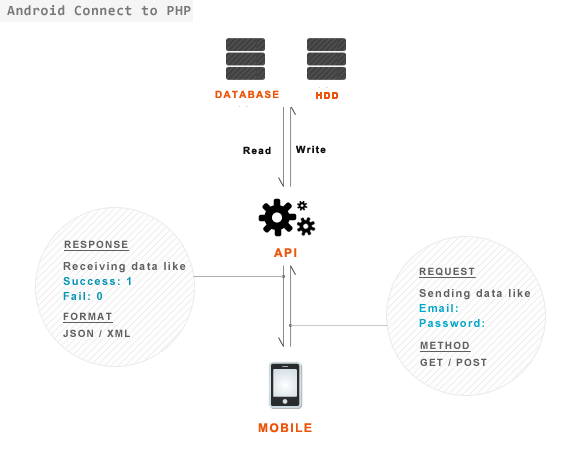 Android Connect to PHP
DATABASE
HDD
Read
Write
API
RESPONSE
Receiving data like
Success: 1
Fail: 0
FORMAT
JSON / XML
REQUEST
Sending data like
Email:
Password:
METHOD
GET / POST
MOBILE